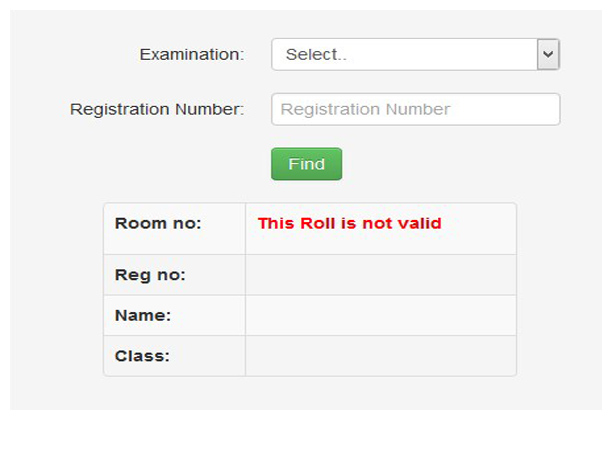 Examination: Select..
Registration Number: Registration Number
Find
Room no: This Roll is not valid
Reg no:
Name:
Class: